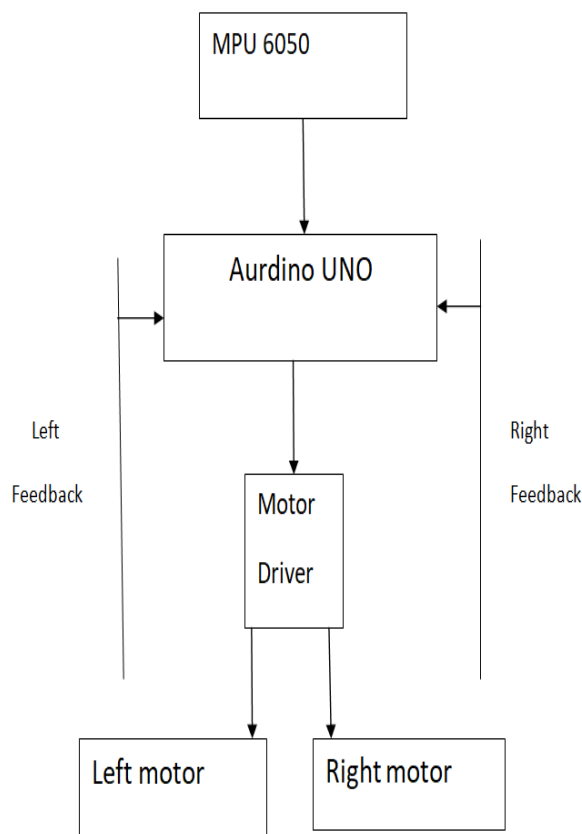 MPU 6050
Aurdino UNO
Left
Feedback
Right
Feedback
Motor
Driver
Left motor
Right motor